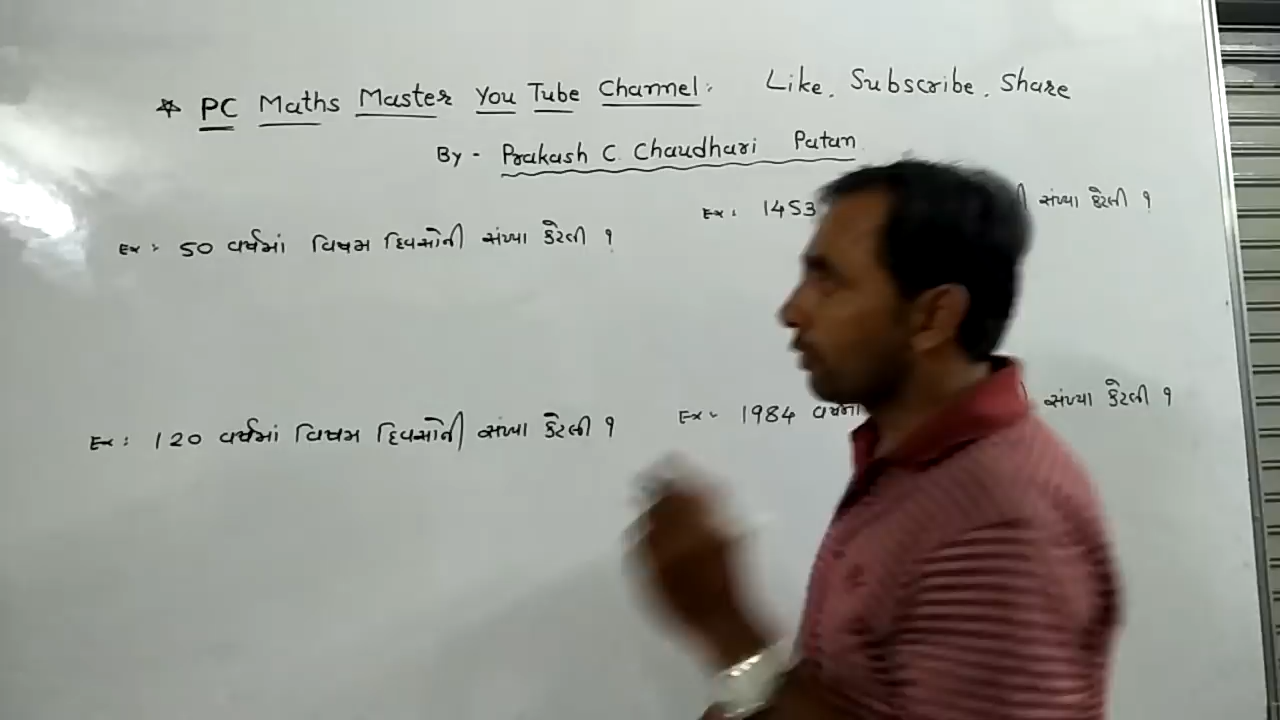 * PC Maths Master You Tube Channel: Like. Subscribe. Share
By - Prakash C. Chaudhari Patan
Ex: 50 વર્ષમાં વિષમ દિવસોની સંખ્યા કેટલી ?
Ex: 1453 સંખ્યા કેટલી ?
Ex: 120 વર્ષમાં વિષમ દિવસોની સંખ્યા કેટલી ?
Ex:- 1984 વર્ષમાં સંખ્યા કેટલી ?